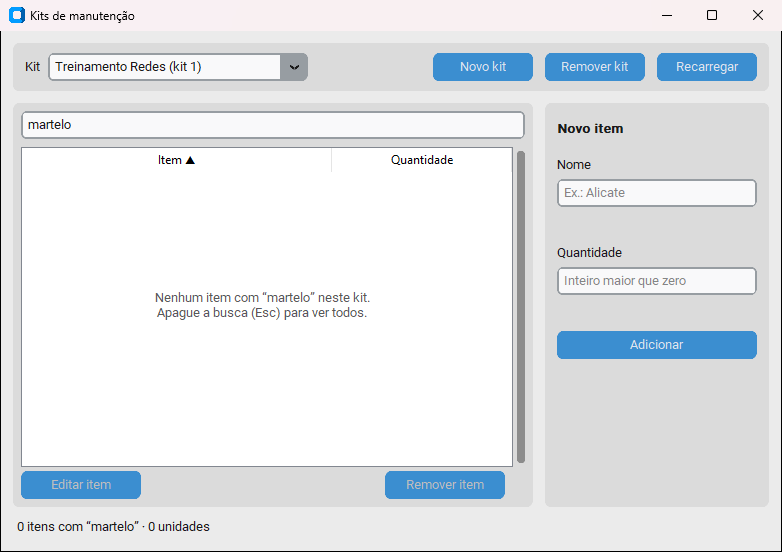 Kits de manutenção
Kit
Treinamento Redes (kit 1)
Novo kit
Remover kit
Recarregar
martelo
Item ▲
Quantidade
Nenhum item com “martelo” neste kit.
Apague a busca (Esc) para ver todos.
Editar item
Remover item
Novo item
Nome
Ex.: Alicate
Quantidade
Inteiro maior que zero
Adicionar
0 itens com “martelo” · 0 unidades